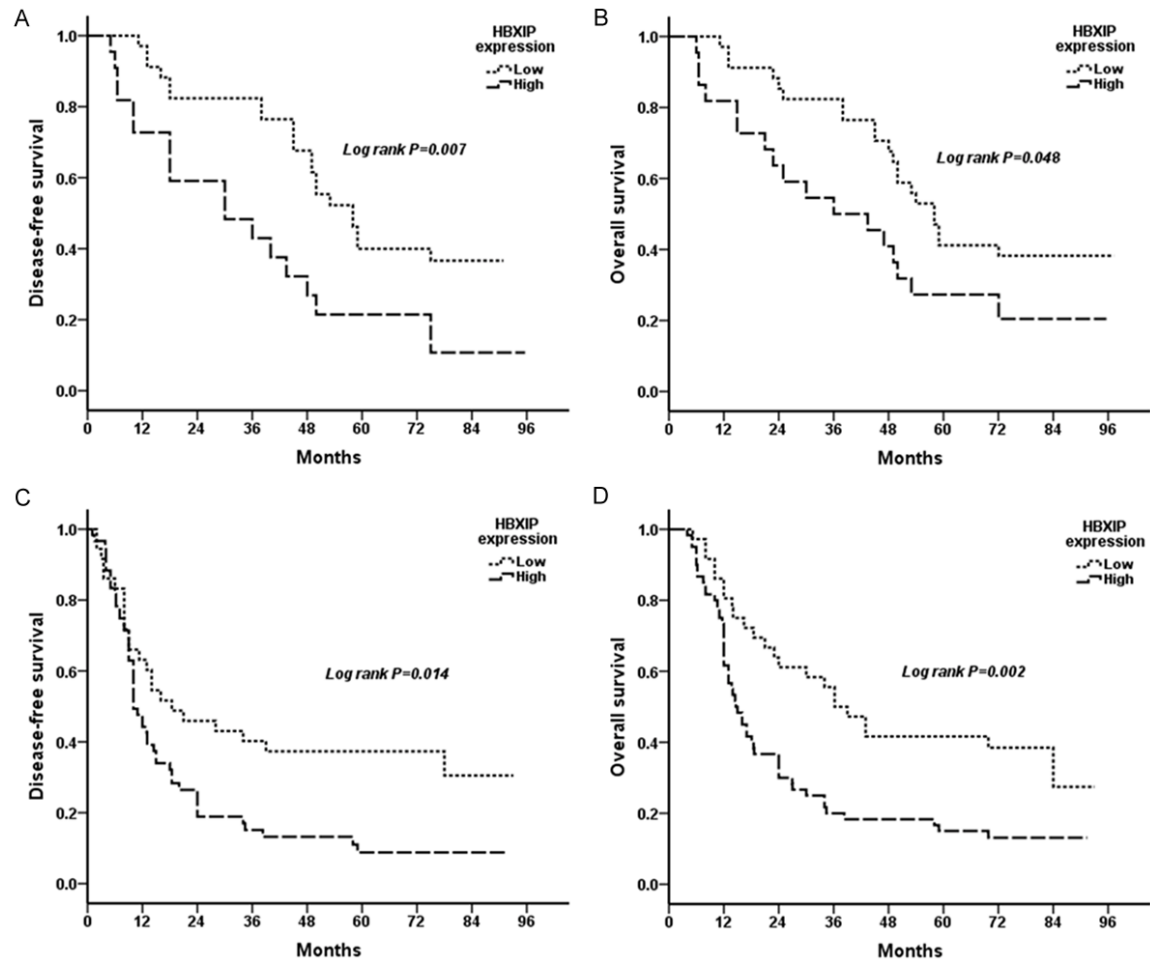 A
HBXIP
expression
Low
High
1.0
0.8
0.6
0.4
0.2
0.0
Disease-free survival
Log rank P=0.007
0 12 24 36 48 60 72 84 96
Months
B
HBXIP
expression
Low
High
1.0
0.8
0.6
0.4
0.2
0.0
Overall survival
Log rank P=0.048
0 12 24 36 48 60 72 84 96
Months
C
HBXIP
expression
Low
High
1.0
0.8
0.6
0.4
0.2
0.0
Disease-free survival
Log rank P=0.014
0 12 24 36 48 60 72 84 96
Months
D
HBXIP
expression
Low
High
1.0
0.8
0.6
0.4
0.2
0.0
Overall survival
Log rank P=0.002
0 12 24 36 48 60 72 84 96
Months